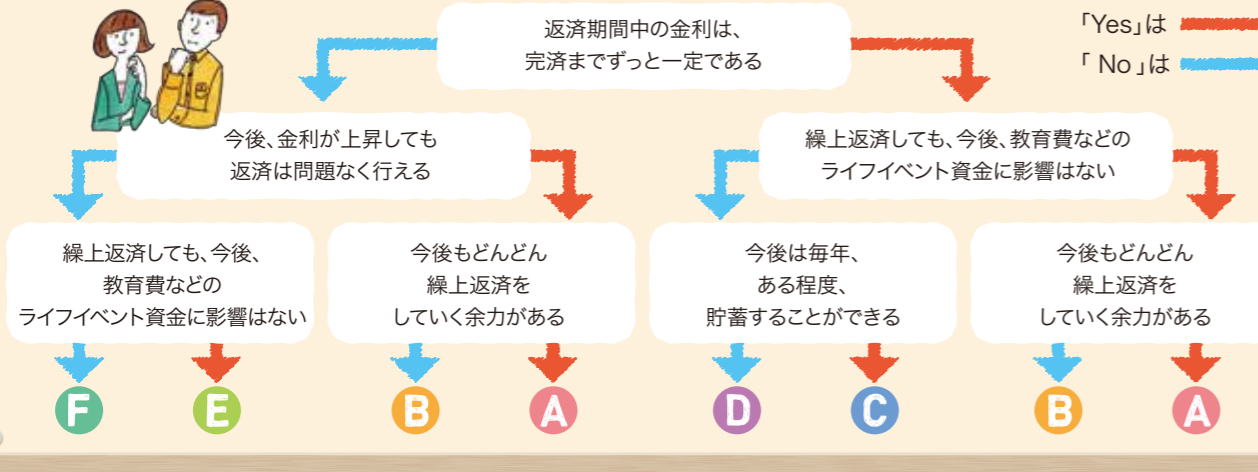 返済期間中の金利は、
完済までずっと一定である
「Yes」は
「 No 」は
今後、金利が上昇しても
返済は問題なく行える
繰上返済しても、今後、教育費などの
ライフイベント資金に影響はない
繰上返済しても、今後、
教育費などの
ライフイベント資金に影響はない
今後もどんどん
繰上返済を
していく余力がある
今後は毎年、
ある程度、
貯蓄することができる
今後もどんどん
繰上返済を
していく余力がある
F
E
B
A
D
C
B
A